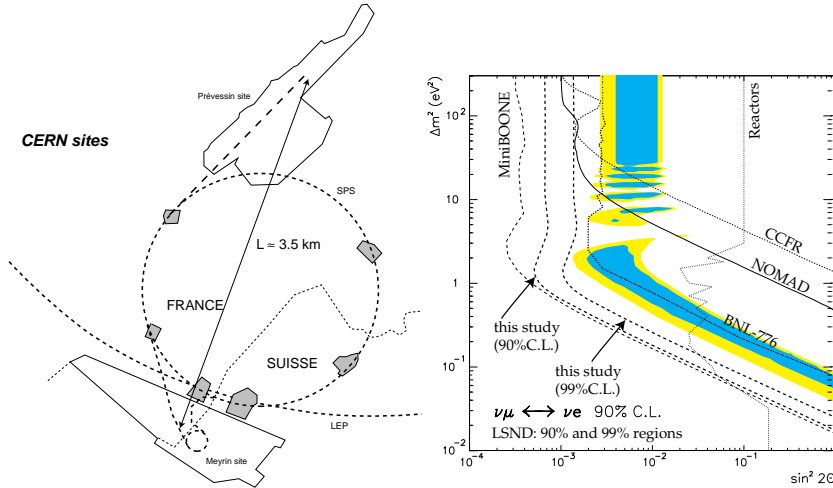 Prévessin site
CERN sites
SPS
L ≃ 3.5 km
FRANCE
SUISSE
LEP
Meyrin site
Δm² (eV²)
10²
10
1
10⁻¹
10⁻²
MiniBOONE
Reactors
CCFR
NOMAD
BNL-776
this study
(90%C.L.)
this study
(99%C.L.)
νμ ⟷ νe 90% C.L.
LSND: 90% and 99% regions
10⁻⁴
10⁻³
10⁻²
10⁻¹
sin² 2Θ